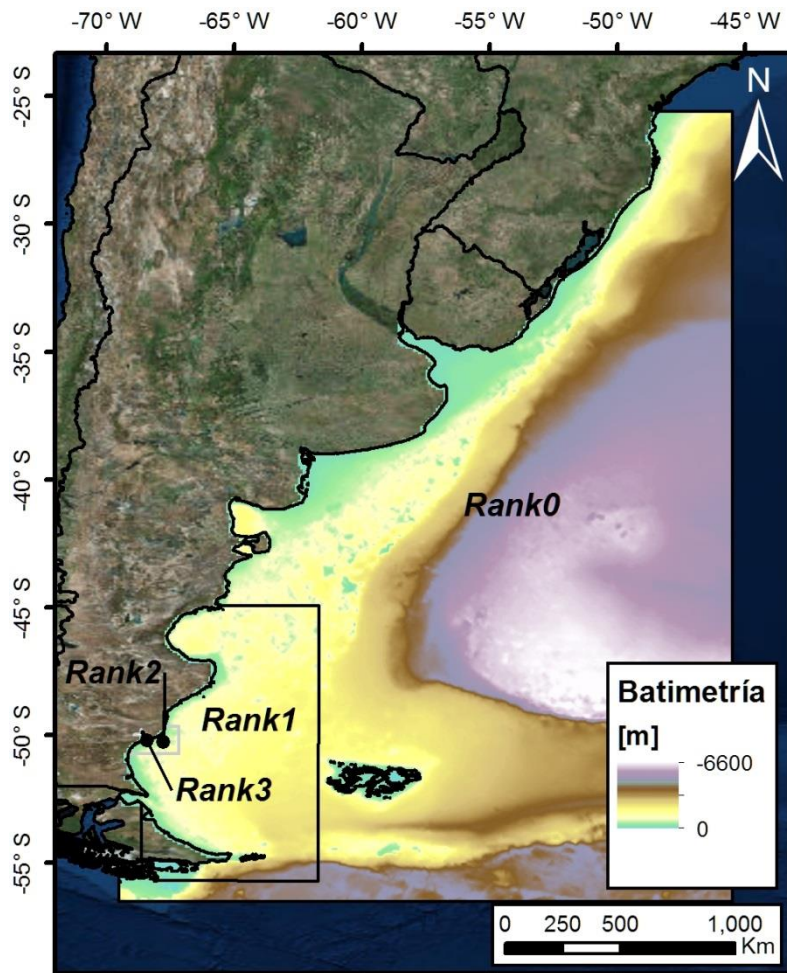 -70° W -65° W -60° W -55° W -50° W -45° W
-25° S
-30° S
-35° S
-40° S
-45° S
-50° S
-55° S
N
Rank0
Rank2
Rank1
Rank3
Batimetría
[m]
-6600
0
0 250 500 1,000
Km